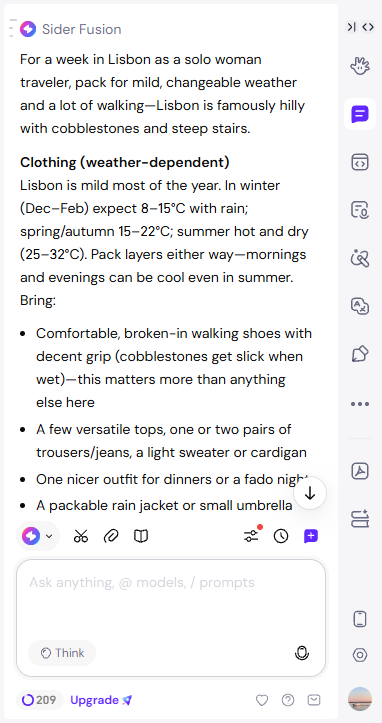 Sider Fusion
For a week in Lisbon as a solo woman
traveler, pack for mild, changeable weather
and a lot of walking—Lisbon is famously hilly
with cobblestones and steep stairs.
Clothing (weather-dependent)
Lisbon is mild most of the year. In winter
(Dec–Feb) expect 8–15°C with rain;
spring/autumn 15–22°C; summer hot and dry
(25–32°C). Pack layers either way—mornings
and evenings can be cool even in summer.
Bring:
• Comfortable, broken-in walking shoes with
decent grip (cobblestones get slick when
wet)—this matters more than anything
else here
• A few versatile tops, one or two pairs of
trousers/jeans, a light sweater or cardigan
• One nicer outfit for dinners or a fado night
• A packable rain jacket or small umbrella
Ask anything, @ models, / prompts
Think
209 Upgrade